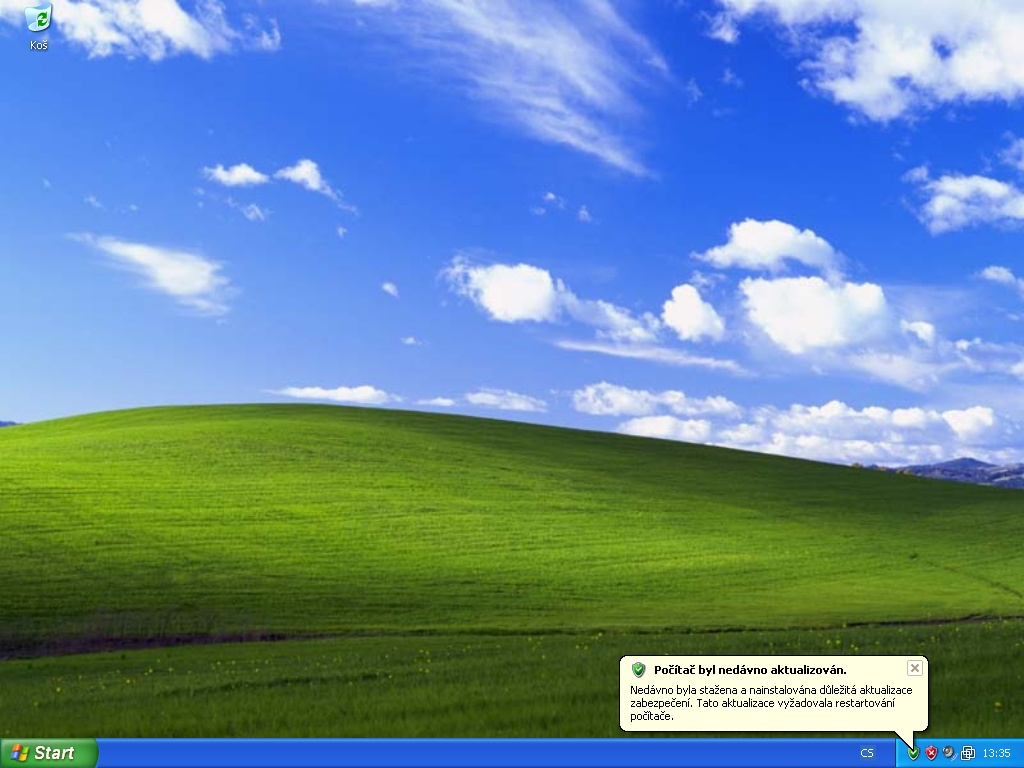 Koš
Počítač byl nedávno aktualizován.
Nedávno byla stažena a nainstalována důležitá aktualizace
zabezpečení. Tato aktualizace vyžadovala restartování
počítače.
Start
CS
13:35